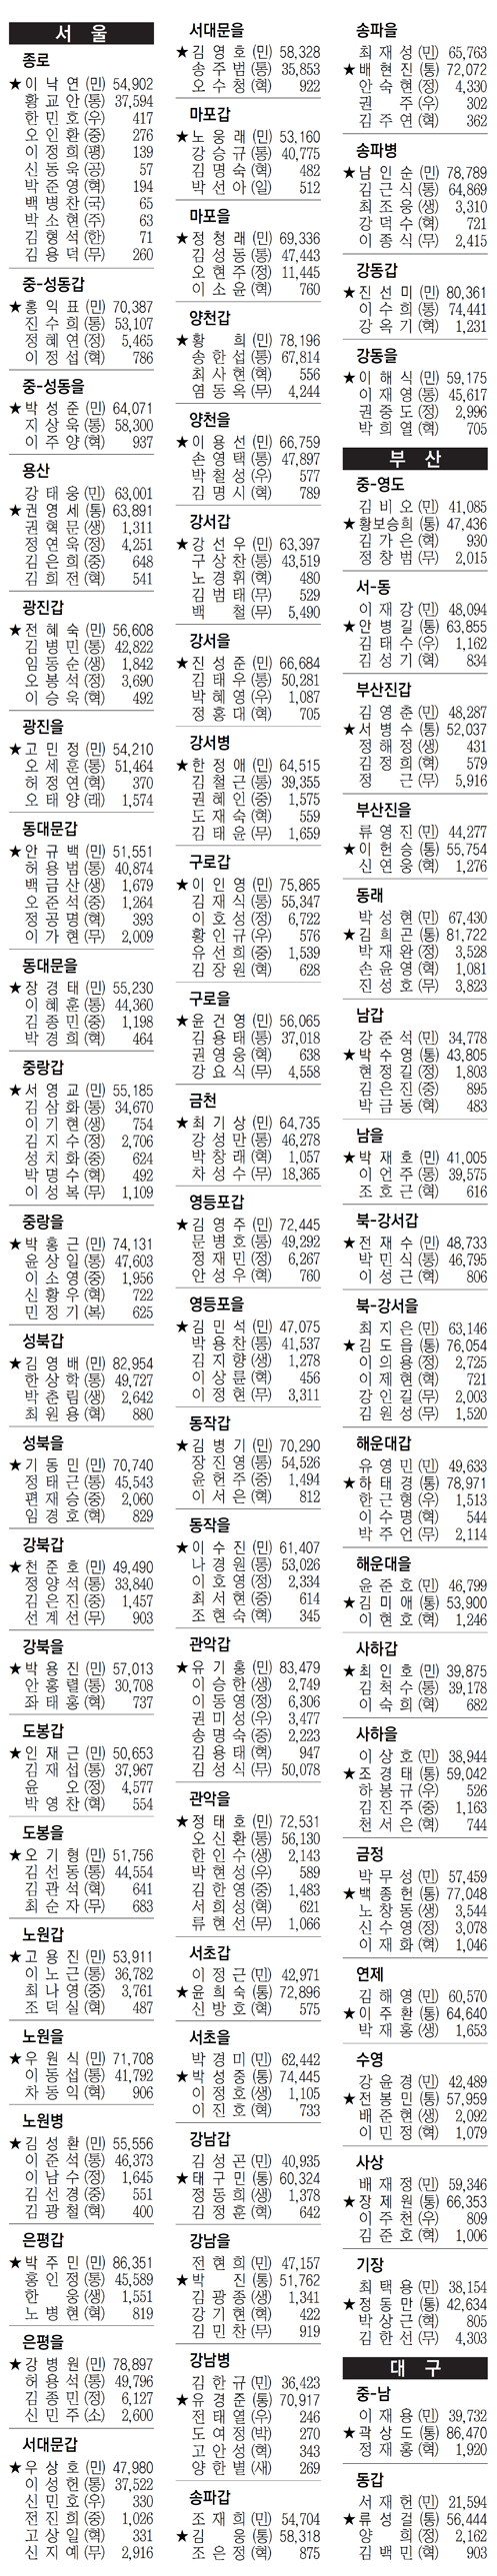 서 울
종로
★이 낙 연 (민) 54,902
황 교 안 (통) 37,594
한 민 호 (우) 417
오 인 환 (중) 276
이 정 희 (평) 139
신 동 욱 (공) 57
박 준 영 (혁) 194
백 병 찬 (국) 65
박 소 현 (주) 63
김 형 석 (한) 71
김 용 덕 (무) 260
중-성동갑
★홍 익 표 (민) 70,387
진 수 희 (통) 53,107
정 혜 연 (정) 5,465
이 정 섭 (혁) 786
중-성동을
★박 성 준 (민) 64,071
지 상 욱 (통) 58,300
이 주 양 (혁) 937
용산
강 태 웅 (민) 63,001
★권 영 세 (통) 63,891
권 혁 문 (생) 1,311
정 연 욱 (정) 4,251
김 은 희 (중) 648
김 희 전 (혁) 541
광진갑
★전 혜 숙 (민) 56,608
김 병 민 (통) 42,822
임 동 순 (생) 1,842
오 봉 석 (정) 3,690
이 승 욱 (혁) 492
광진을
★고 민 정 (민) 54,210
오 세 훈 (통) 51,464
허 정 연 (혁) 370
오 태 양 (래) 1,574
동대문갑
★안 규 백 (민) 51,551
허 용 범 (통) 40,874
백 금 산 (생) 1,679
오 준 석 (중) 1,264
정 공 명 (혁) 393
이 가 현 (무) 2,009
동대문을
★장 경 태 (민) 55,230
이 혜 훈 (통) 44,360
김 종 민 (중) 1,198
박 경 희 (혁) 464
중랑갑
★서 영 교 (민) 55,185
김 삼 화 (통) 34,670
이 기 현 (생) 754
김 지 수 (정) 2,706
성 치 화 (중) 624
박 명 수 (혁) 492
이 성 복 (무) 1,109
중랑을
★박 홍 근 (민) 74,131
윤 상 일 (통) 47,603
이 소 영 (중) 1,956
신 황 우 (혁) 722
민 정 기 (복) 625
성북갑
★김 영 배 (민) 82,954
한 상 학 (통) 49,727
박 춘 림 (생) 2,642
최 원 용 (혁) 880
성북을
★기 동 민 (민) 70,740
정 태 근 (통) 45,543
편 재 승 (중) 2,060
임 경 호 (혁) 829
강북갑
★천 준 호 (민) 49,490
정 양 석 (통) 33,840
김 은 진 (중) 1,457
선 계 선 (무) 903
강북을
★박 용 진 (민) 57,013
안 홍 렬 (통) 30,708
좌 태 홍 (혁) 737
도봉갑
★인 재 근 (민) 50,653
김 재 섭 (통) 37,967
윤 오 (정) 4,577
박 영 찬 (혁) 554
도봉을
★오 기 형 (민) 51,756
김 선 동 (통) 44,554
김 관 석 (혁) 641
최 순 자 (무) 683
노원갑
★고 용 진 (민) 53,911
이 노 근 (통) 36,782
최 나 영 (중) 3,761
조 덕 실 (혁) 487
노원을
★우 원 식 (민) 71,708
이 동 섭 (통) 41,792
차 동 익 (혁) 906
노원병
★김 성 환 (민) 55,556
이 준 석 (통) 46,373
이 남 수 (정) 1,645
김 선 경 (중) 551
김 광 철 (혁) 400
은평갑
★박 주 민 (민) 86,351
홍 인 정 (통) 45,589
한 웅 (생) 1,551
노 병 현 (혁) 819
은평을
★강 병 원 (민) 78,897
허 용 석 (통) 49,796
김 종 민 (정) 6,127
신 민 주 (소) 2,600
서대문갑
★우 상 호 (민) 47,980
이 성 헌 (통) 37,522
신 민 호 (우) 330
전 진 희 (중) 1,026
고 상 일 (혁) 331
신 지 예 (무) 2,916
서대문을
★김 영 호 (민) 58,328
송 주 범 (통) 35,853
오 수 청 (혁) 922
마포갑
★노 웅 래 (민) 53,160
강 승 규 (통) 40,775
김 명 숙 (혁) 482
박 선 아 (일) 512
마포을
★정 청 래 (민) 69,336
김 성 동 (통) 47,443
오 현 주 (정) 11,445
이 소 윤 (혁) 760
양천갑
★황 희 (민) 78,196
송 한 섭 (통) 67,814
최 사 현 (혁) 556
염 동 옥 (무) 4,244
양천을
★이 용 선 (민) 66,759
손 영 택 (통) 47,897
박 철 성 (우) 577
김 명 시 (혁) 789
강서갑
★강 선 우 (민) 63,397
구 상 찬 (통) 43,519
노 경 휘 (혁) 480
김 범 태 (무) 529
백 철 (무) 5,490
강서을
★진 성 준 (민) 66,684
김 태 우 (통) 50,281
박 혜 영 (우) 1,087
정 홍 대 (혁) 705
강서병
★한 정 애 (민) 64,515
김 철 근 (통) 39,355
권 혜 인 (중) 1,575
도 재 숙 (혁) 559
김 태 윤 (무) 1,659
구로갑
★이 인 영 (민) 75,865
김 재 식 (통) 55,347
이 호 성 (정) 6,722
황 인 규 (우) 576
유 선 희 (중) 1,539
김 장 원 (혁) 628
구로을
★윤 건 영 (민) 56,065
김 용 태 (통) 37,018
권 영 웅 (혁) 638
강 요 식 (무) 4,558
금천
★최 기 상 (민) 64,735
강 성 만 (통) 46,278
박 창 래 (혁) 1,057
차 성 수 (무) 18,365
영등포갑
★김 영 주 (민) 72,445
문 병 호 (통) 49,292
정 재 민 (정) 6,267
안 성 우 (혁) 760
영등포을
★김 민 석 (민) 47,075
박 용 찬 (통) 41,537
김 지 향 (생) 1,278
이 상 륜 (혁) 456
이 정 현 (무) 3,311
동작갑
★김 병 기 (민) 70,290
장 진 영 (통) 54,526
윤 헌 주 (중) 1,494
이 서 은 (혁) 812
동작을
★이 수 진 (민) 61,407
나 경 원 (통) 53,026
이 호 영 (정) 2,334
최 서 현 (중) 614
조 현 숙 (혁) 345
관악갑
★유 기 홍 (민) 83,479
이 승 한 (생) 2,749
이 동 영 (정) 6,306
권 미 성 (우) 3,477
송 명 숙 (중) 2,223
김 용 태 (혁) 947
김 성 식 (무) 50,078
관악을
★정 태 호 (민) 72,531
오 신 환 (통) 56,130
한 인 수 (생) 2,143
박 현 성 (우) 589
김 한 영 (중) 1,483
서 희 성 (혁) 621
류 현 선 (무) 1,066
서초갑
이 정 근 (민) 42,971
★윤 희 숙 (통) 72,896
신 방 호 (혁) 575
서초을
박 경 미 (민) 62,442
★박 성 중 (통) 74,445
이 정 호 (생) 1,105
이 진 호 (혁) 733
강남갑
김 성 곤 (민) 40,935
★태 구 민 (통) 60,324
정 동 희 (생) 1,378
김 정 훈 (혁) 642
강남을
전 현 희 (민) 47,157
★박 진 (통) 51,762
김 광 종 (생) 1,341
강 기 현 (혁) 422
김 민 찬 (무) 919
강남병
김 한 규 (민) 36,423
★유 경 준 (통) 70,917
전 태 열 (우) 246
도 여 정 (박) 270
고 안 성 (혁) 343
양 한 별 (새) 269
송파갑
조 재 희 (민) 54,704
★김 웅 (통) 58,318
조 은 정 (혁) 875
송파을
최 재 성 (민) 65,763
★배 현 진 (통) 72,072
안 숙 현 (정) 4,330
권 주 (우) 302
김 주 연 (혁) 362
송파병
★남 인 순 (민) 78,789
김 근 식 (통) 64,869
최 조 웅 (생) 3,310
강 덕 수 (혁) 721
이 종 식 (무) 2,415
강동갑
★진 선 미 (민) 80,361
이 수 희 (통) 74,441
강 옥 기 (혁) 1,231
강동을
★이 해 식 (민) 59,175
이 재 영 (통) 45,617
권 중 도 (정) 2,996
박 희 열 (혁) 705
부 산
중-영도
김 비 오 (민) 41,085
★황보승희 (통) 47,436
김 가 은 (혁) 930
정 창 범 (무) 2,015
서-동
이 재 강 (민) 48,094
★안 병 길 (통) 63,855
김 태 수 (우) 1,162
김 성 기 (혁) 834
부산진갑
김 영 춘 (민) 48,287
★서 병 수 (통) 52,037
정 해 정 (생) 431
김 정 희 (혁) 579
정 근 (무) 5,916
부산진을
류 영 진 (민) 44,277
★이 헌 승 (통) 55,754
신 연 웅 (혁) 1,276
동래
박 성 현 (민) 67,430
★김 희 곤 (통) 81,722
박 재 완 (정) 3,528
손 윤 영 (혁) 1,081
진 성 호 (무) 3,823
남갑
강 준 석 (민) 34,778
★박 수 영 (통) 43,805
현 정 길 (정) 1,803
김 은 진 (중) 895
박 금 동 (혁) 483
남을
★박 재 호 (민) 41,005
이 언 주 (통) 39,575
조 호 근 (혁) 616
북-강서갑
★전 재 수 (민) 48,733
박 민 식 (통) 46,795
이 성 근 (혁) 806
북-강서을
최 지 은 (민) 63,146
★김 도 읍 (통) 76,054
이 의 용 (정) 2,725
이 제 현 (혁) 721
강 인 길 (무) 2,003
김 원 성 (무) 1,520
해운대갑
유 영 민 (민) 49,633
★하 태 경 (통) 78,971
한 근 형 (우) 1,513
이 수 명 (혁) 544
박 주 언 (무) 2,114
해운대을
윤 준 호 (민) 46,799
★김 미 애 (통) 53,900
이 현 호 (혁) 1,246
사하갑
★최 인 호 (민) 39,875
김 척 수 (통) 39,178
이 숙 희 (혁) 682
사하을
이 상 호 (민) 38,944
★조 경 태 (통) 59,042
하 봉 규 (우) 526
김 진 주 (중) 1,163
천 서 은 (혁) 744
금정
박 무 성 (민) 57,459
★백 종 헌 (통) 77,048
노 창 동 (생) 3,544
신 수 영 (정) 3,078
이 재 화 (혁) 1,046
연제
김 해 영 (민) 60,570
★이 주 환 (통) 64,640
박 재 홍 (생) 1,653
수영
강 윤 경 (민) 42,489
★전 봉 민 (통) 57,959
배 준 현 (생) 2,092
이 민 정 (혁) 1,079
사상
배 재 정 (민) 59,346
★장 제 원 (통) 66,353
이 주 천 (우) 809
김 준 호 (혁) 1,006
기장
최 택 용 (민) 38,154
★정 동 만 (통) 42,634
박 상 근 (혁) 805
김 한 선 (무) 4,303
대 구
중-남
이 재 용 (민) 39,732
★곽 상 도 (통) 86,470
정 재 홍 (혁) 1,920
동갑
서 재 헌 (민) 21,594
★류 성 걸 (통) 56,444
양 희 (정) 2,162
김 백 민 (혁) 903